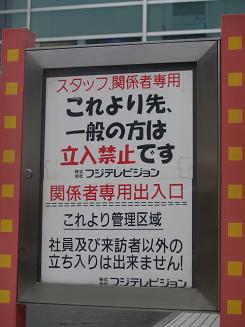 スタッフ、関係者専用
これより先、
一般の方は
立入禁止です
株式会社 フジテレビジョン
関係者専用出入口
これより管理区域
社員及び来訪者以外の
立ち入りは出来ません!
株式会社 フジテレビジョン